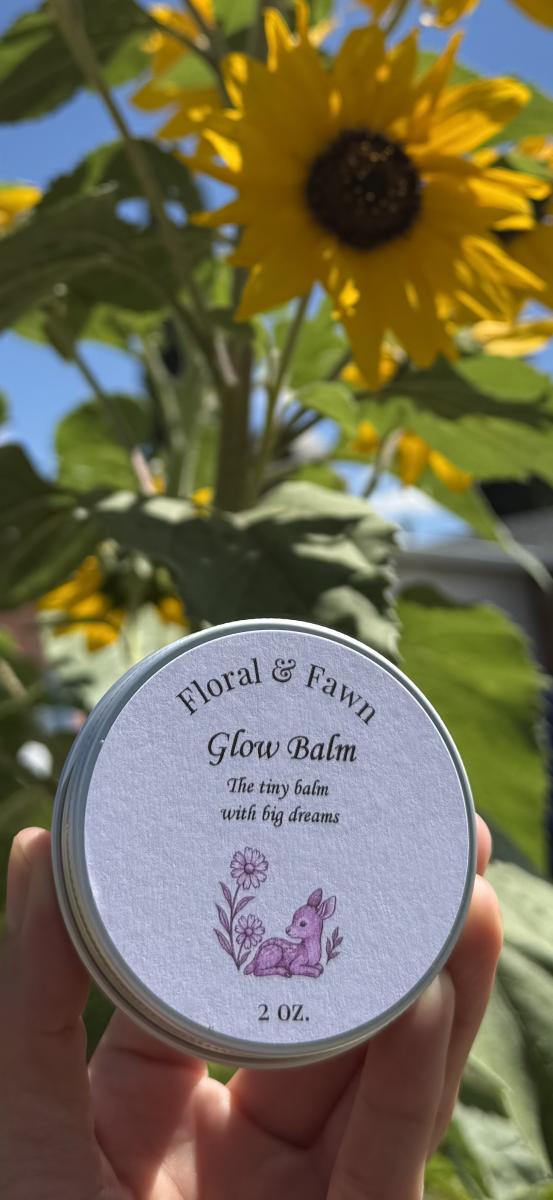 Floral & Fawn
Glow Balm
The tiny balm
with big dreams
2 OZ.